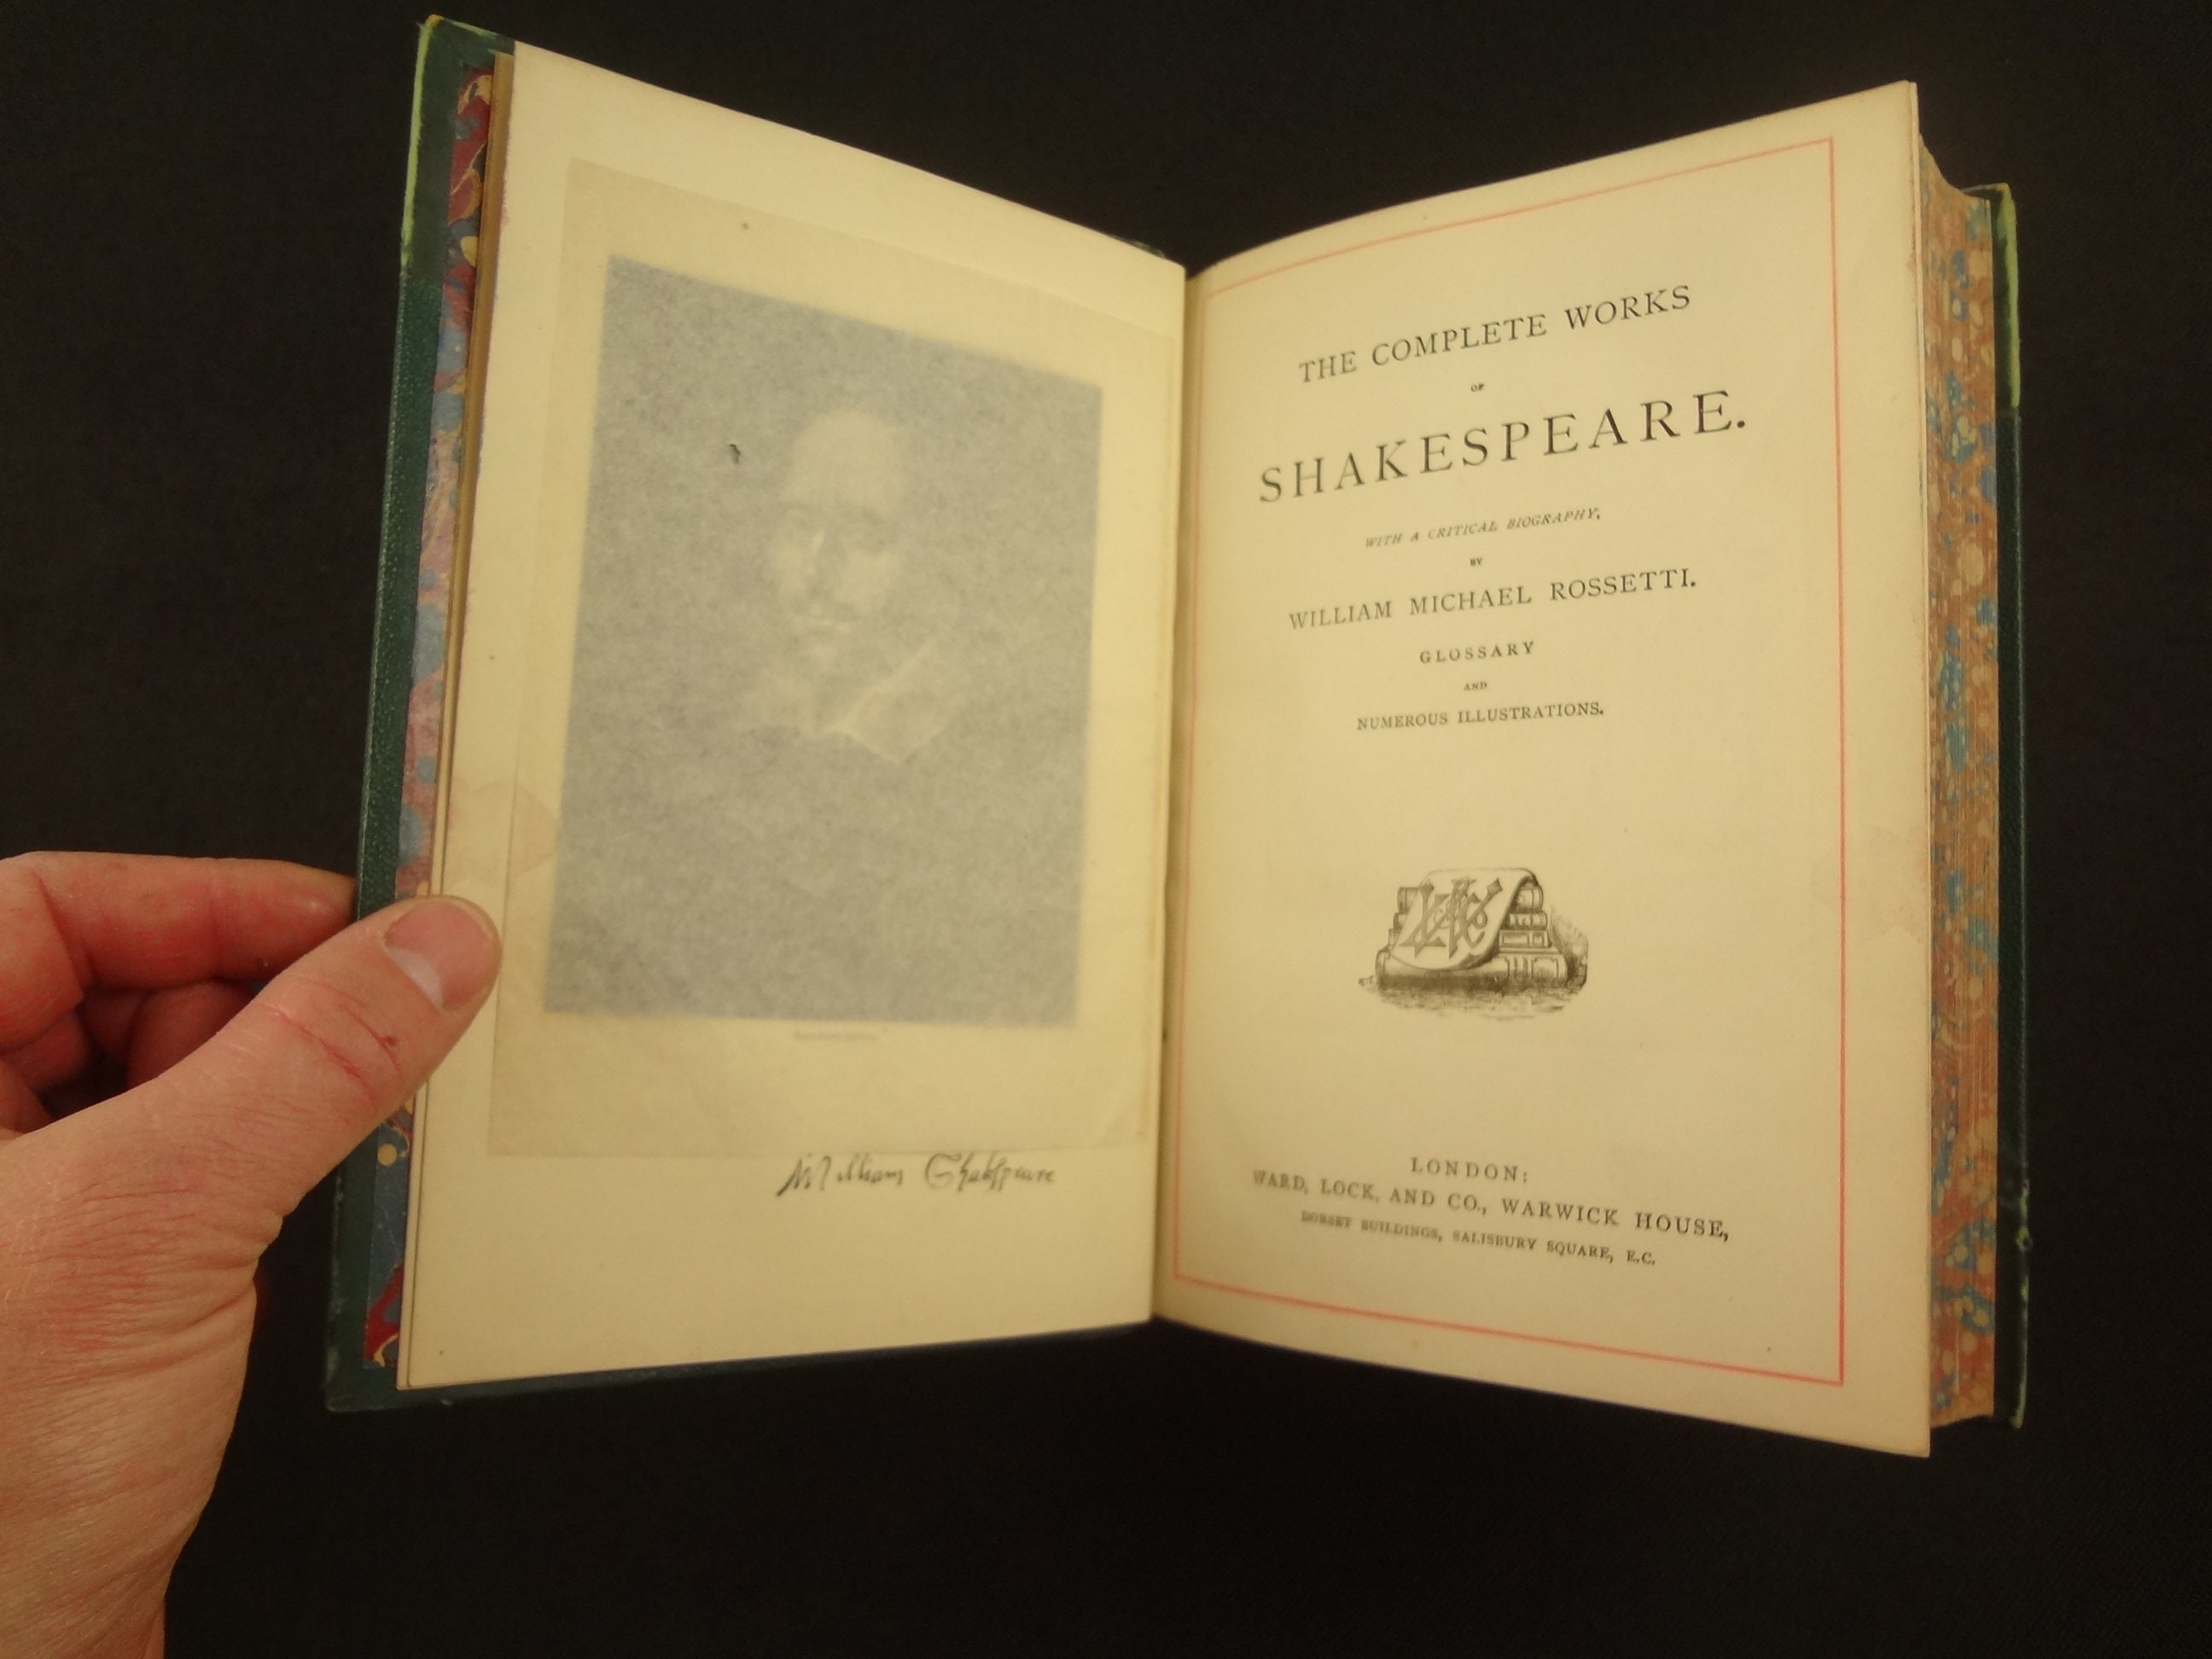 William Shakspeare
THE COMPLETE WORKS
OF
SHAKESPEARE.
WITH A CRITICAL BIOGRAPHY,
BY
WILLIAM MICHAEL ROSSETTI.
GLOSSARY
AND
NUMEROUS ILLUSTRATIONS.
LONDON:
WARD, LOCK, AND CO., WARWICK HOUSE,
DORSET BUILDINGS, SALISBURY SQUARE, E.C.